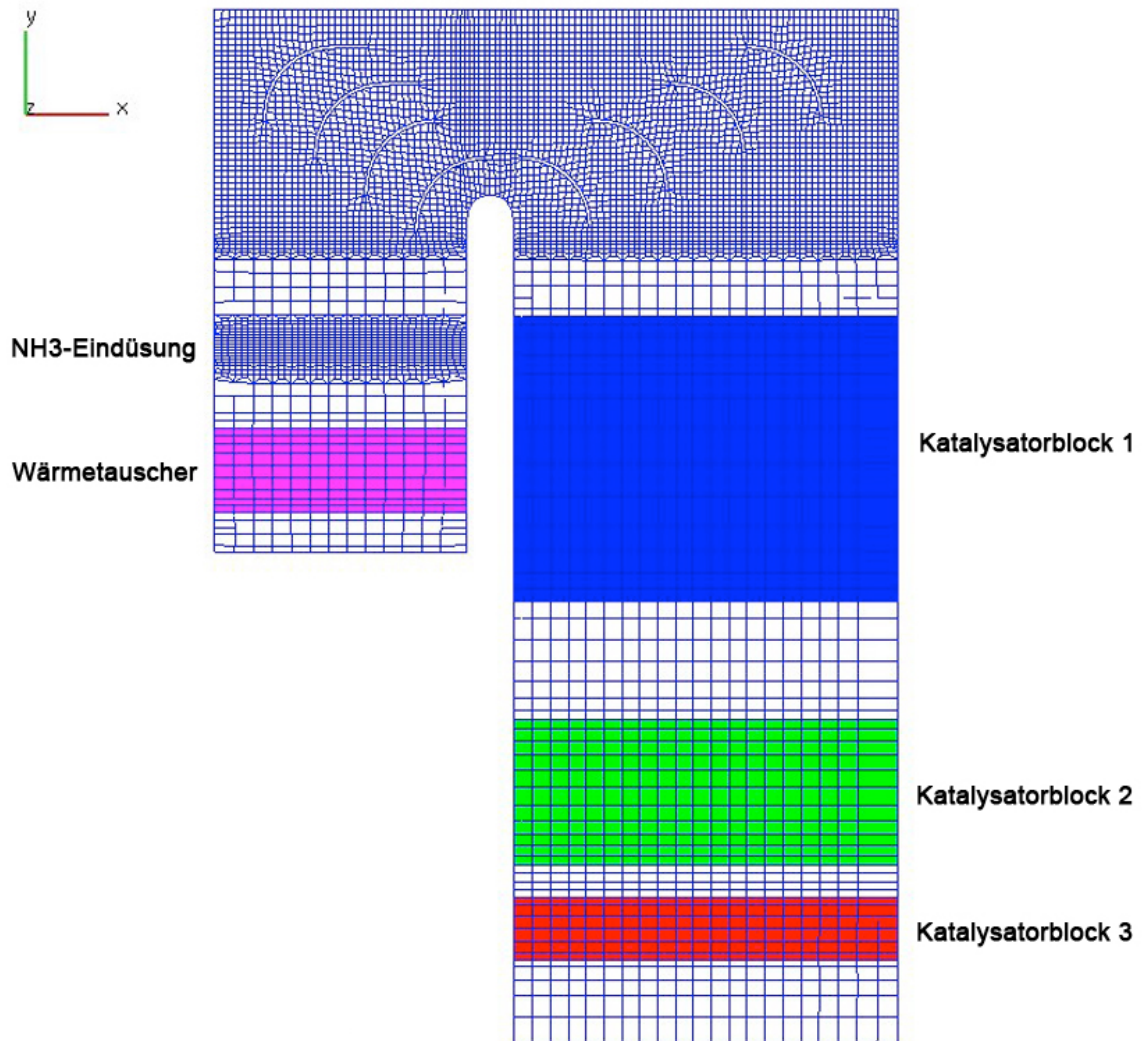 y
z
x
NH3-Eindüsung
Wärmetauscher
Katalysatorblock 1
Katalysatorblock 2
Katalysatorblock 3